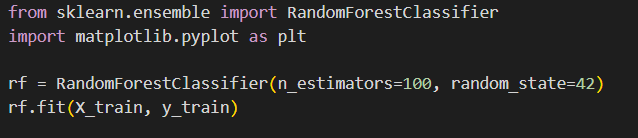 from sklearn.ensemble import RandomForestClassifier
import matplotlib.pyplot as plt
rf = RandomForestClassifier(n_estimators=100, random_state=42)
rf.fit(X_train, y_train)